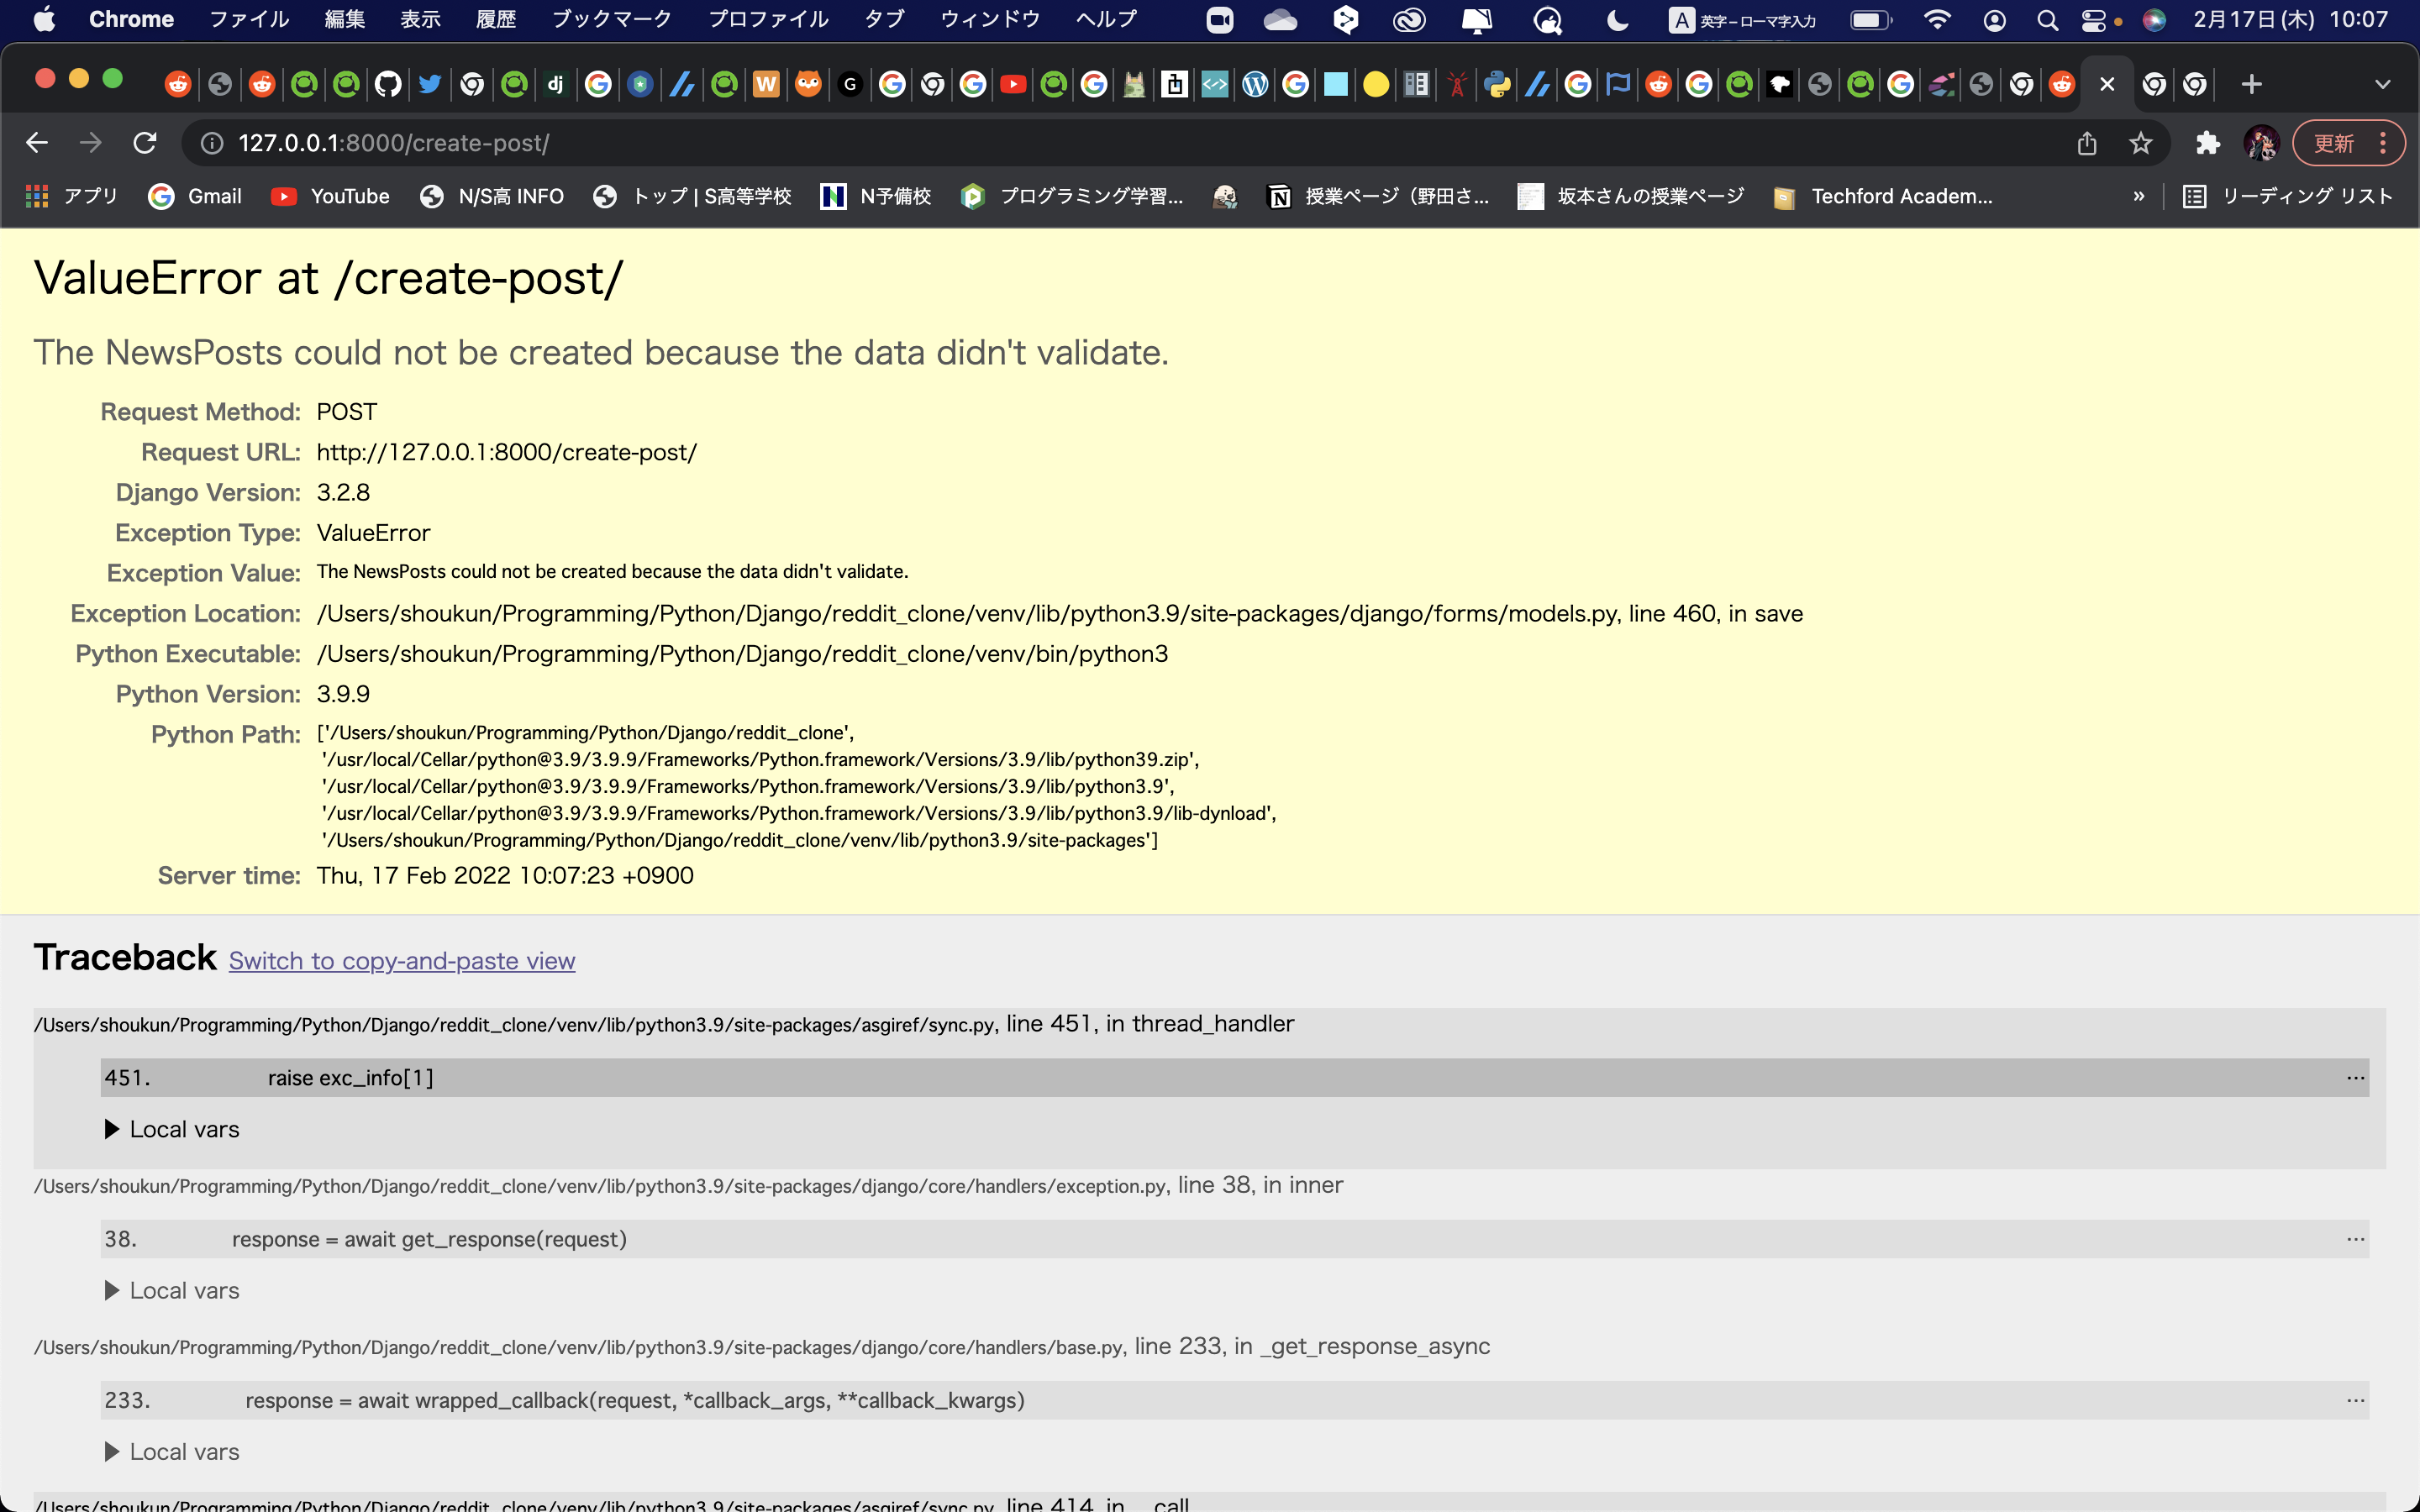 Chrome ファイル 編集 表示 履歴 ブックマーク プロファイル タブ ウィンドウ ヘルプ A 英字 – ローマ字入力 2月17日(木) 10:07
127.0.0.1:8000/create-post/ 更新
アプリ Gmail YouTube N/S高 INFO トップ | S高等学校 N予備校 プログラミング学習... 授業ページ（野田さ... 坂本さんの授業ページ Techford Academ... » リーディング リスト
ValueError at /create-post/
The NewsPosts could not be created because the data didn't validate.
Request Method: POST
Request URL: http://127.0.0.1:8000/create-post/
Django Version: 3.2.8
Exception Type: ValueError
Exception Value: The NewsPosts could not be created because the data didn't validate.
Exception Location: /Users/shoukun/Programming/Python/Django/reddit_clone/venv/lib/python3.9/site-packages/django/forms/models.py, line 460, in save
Python Executable: /Users/shoukun/Programming/Python/Django/reddit_clone/venv/bin/python3
Python Version: 3.9.9
Python Path: ['/Users/shoukun/Programming/Python/Django/reddit_clone',
'/usr/local/Cellar/python@3.9/3.9.9/Frameworks/Python.framework/Versions/3.9/lib/python39.zip',
'/usr/local/Cellar/python@3.9/3.9.9/Frameworks/Python.framework/Versions/3.9/lib/python3.9',
'/usr/local/Cellar/python@3.9/3.9.9/Frameworks/Python.framework/Versions/3.9/lib/python3.9/lib-dynload',
'/Users/shoukun/Programming/Python/Django/reddit_clone/venv/lib/python3.9/site-packages']
Server time: Thu, 17 Feb 2022 10:07:23 +0900
Traceback Switch to copy-and-paste view
/Users/shoukun/Programming/Python/Django/reddit_clone/venv/lib/python3.9/site-packages/asgiref/sync.py, line 451, in thread_handler
451. raise exc_info[1] ...
Local vars
/Users/shoukun/Programming/Python/Django/reddit_clone/venv/lib/python3.9/site-packages/django/core/handlers/exception.py, line 38, in inner
38. response = await get_response(request) ...
Local vars
/Users/shoukun/Programming/Python/Django/reddit_clone/venv/lib/python3.9/site-packages/django/core/handlers/base.py, line 233, in _get_response_async
233. response = await wrapped_callback(request, *callback_args, **callback_kwargs) ...
Local vars
/Users/shoukun/Programming/Python/Django/reddit_clone/venv/lib/python3.9/site-packages/asgiref/sync.py, line 414, in __call__